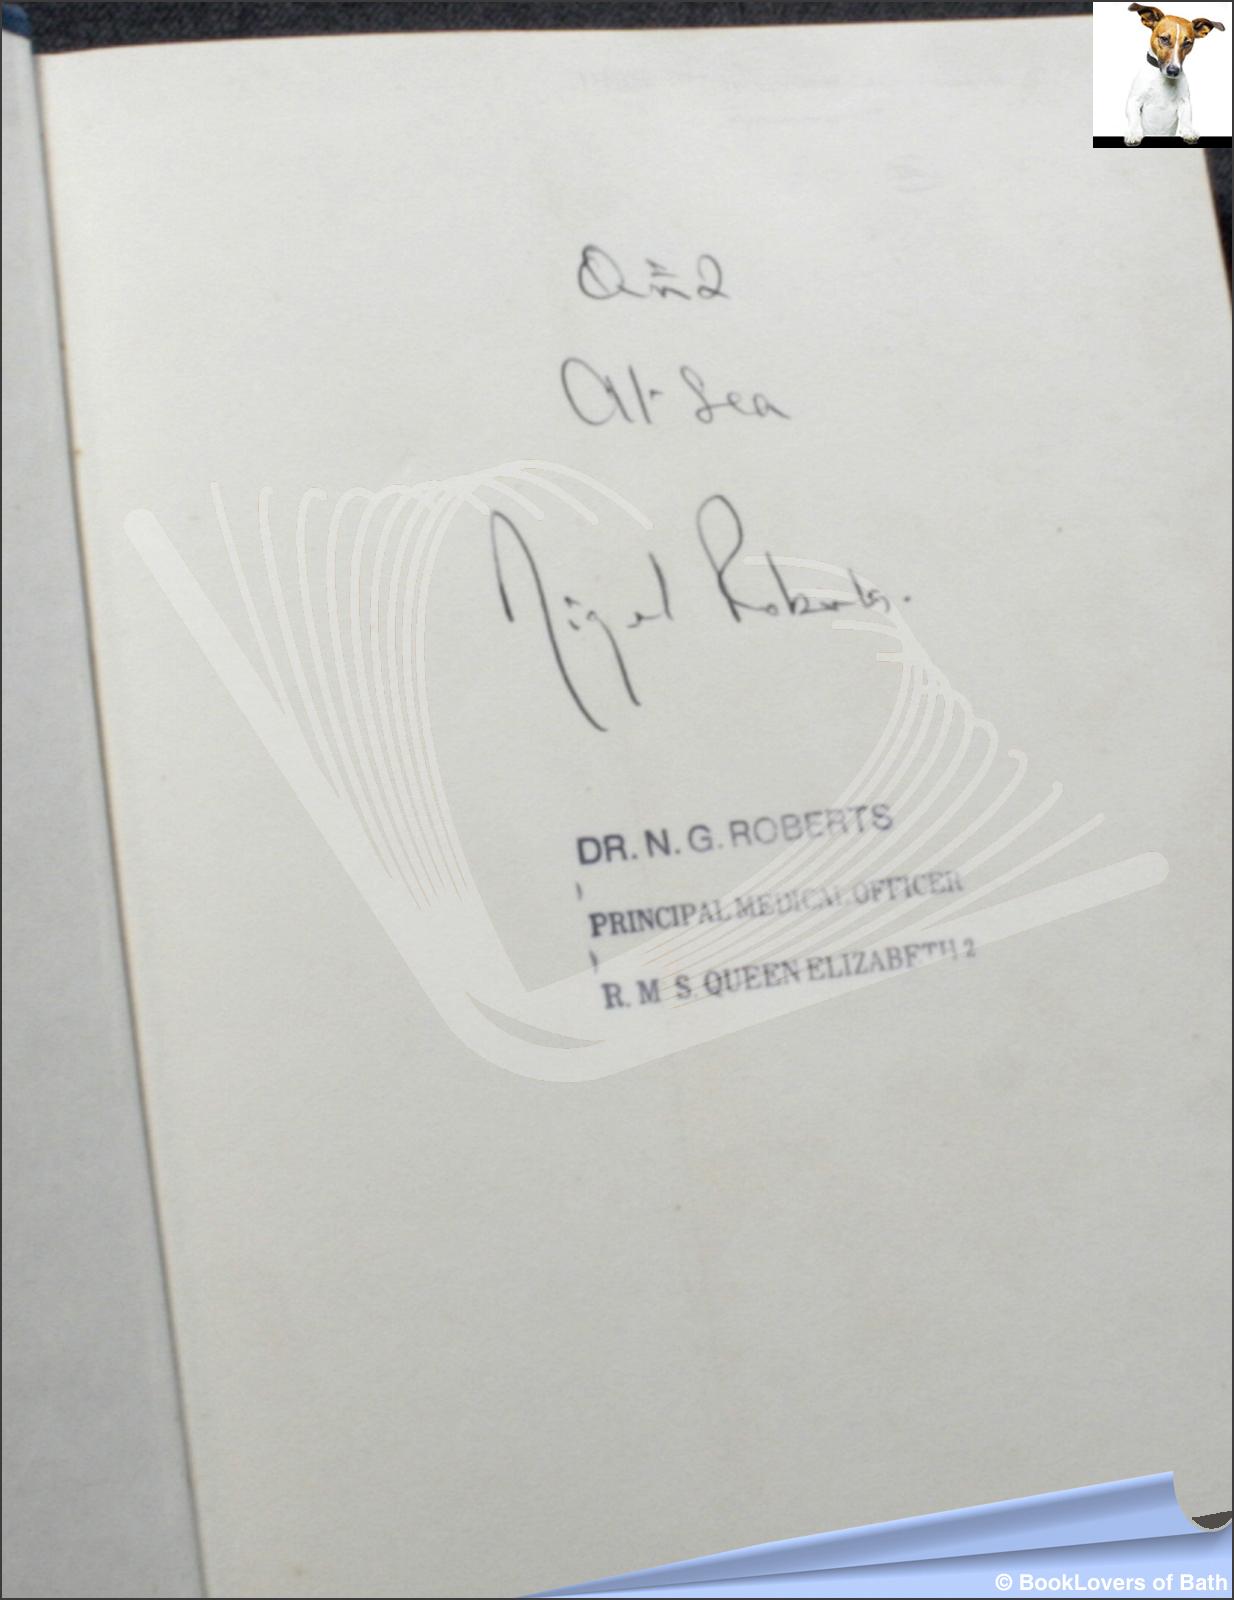 QE2
At Sea
Nigel Roberts.
DR. N. G. ROBERTS
PRINCIPAL MEDICAL OFFICER
R. M. S. QUEEN ELIZABETH 2
© BookLovers of Bath